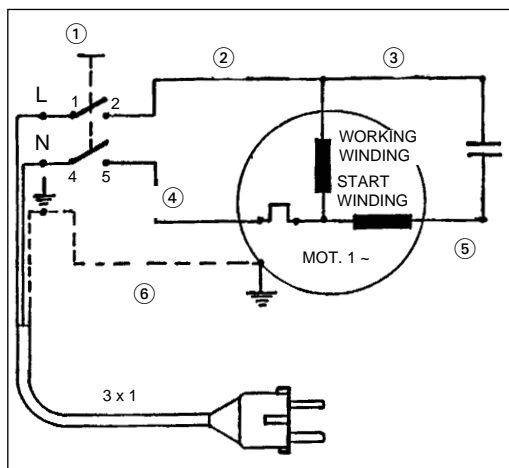 ①
②
③
L
1
2
N
4
5
WORKING
WINDING
START
WINDING
④
⑤
MOT. 1 ~
⑥
3 x 1